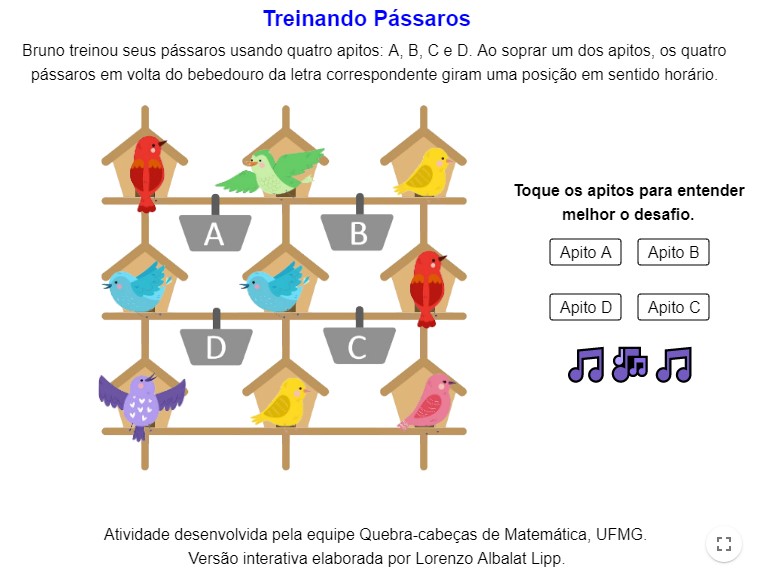 Treinando Pássaros
Bruno treinou seus pássaros usando quatro apitos: A, B, C e D. Ao soprar um dos apitos, os quatro
pássaros em volta do bebedouro da letra correspondente giram uma posição em sentido horário.
Toque os apitos para entender
melhor o desafio.
A
B
Apito A
Apito B
D
C
Apito D
Apito C
Atividade desenvolvida pela equipe Quebra-cabeças de Matemática, UFMG.
Versão interativa elaborada por Lorenzo Albalat Lipp.